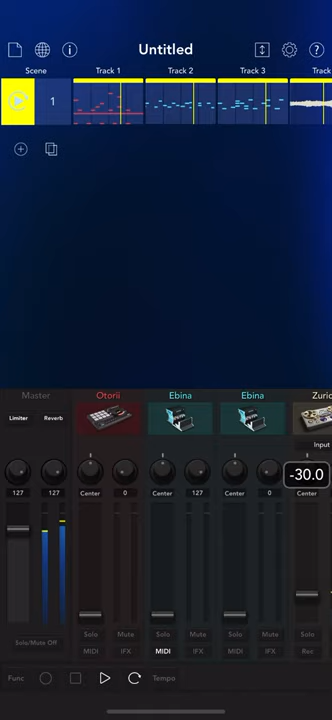 Untitled
Scene Track 1 Track 2 Track 3 Track
1
Master Otorii Ebina Ebina Zuric
Limiter Reverb
Input
-30.0
127 127 Center 0 Center 127 Center 0
Solo/Mute Off
Solo Mute Solo Mute Solo Mute Solo
MIDI IFX MIDI IFX MIDI IFX Rec
Func Tempo